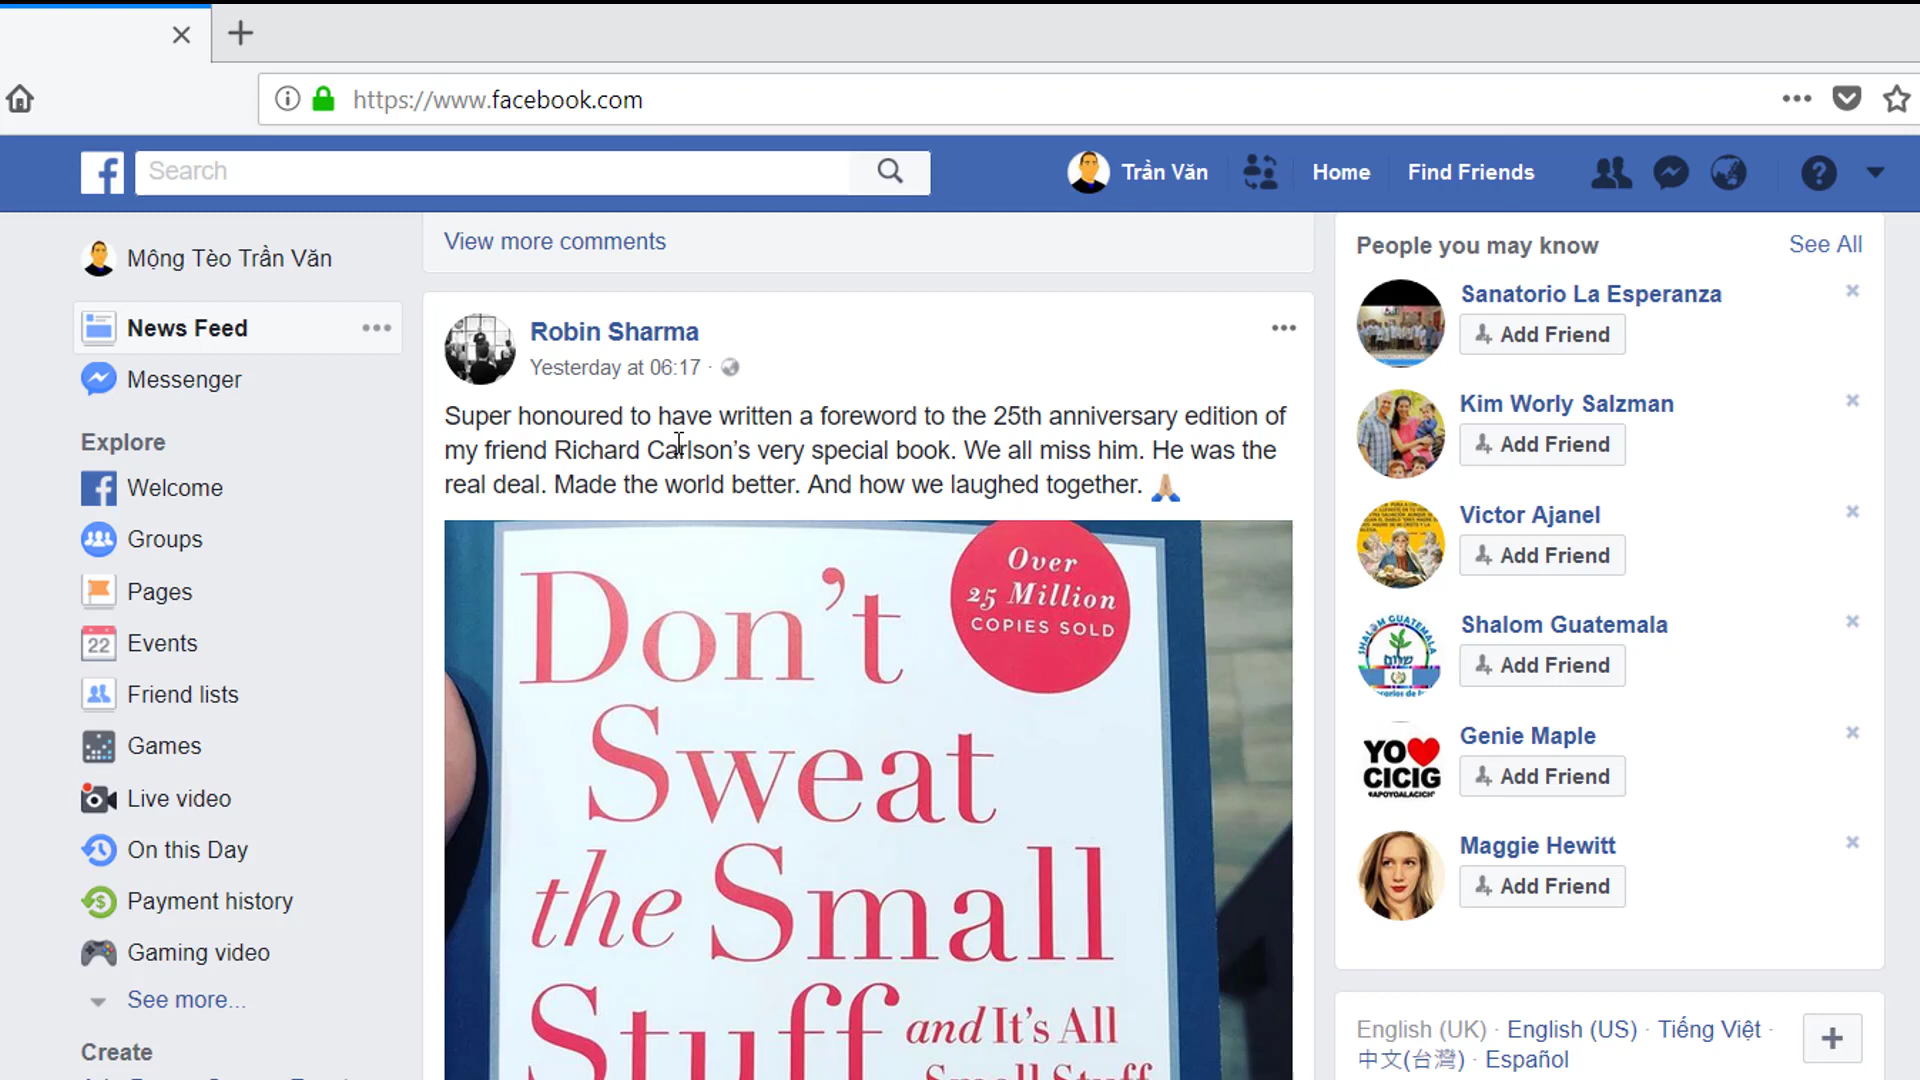 https://www.facebook.com
Search
Trần Văn
Home
Find Friends
Mộng Tèo Trần Văn
News Feed
Messenger
Explore
Welcome
Groups
Pages
22
Events
Friend lists
Games
Live video
On this Day
Payment history
Gaming video
See more...
Create
View more comments
Robin Sharma
Yesterday at 06:17 ·
Super honoured to have written a foreword to the 25th anniversary edition of
my friend Richard Carlson's very special book. We all miss him. He was the
real deal. Made the world better. And how we laughed together. 🙏
Over
25 Million
COPIES SOLD
Don't
Sweat
the Small
Stuff and It's All
Small Stuff
People you may know
See All
Sanatorio La Esperanza
Add Friend
Kim Worly Salzman
Add Friend
Victor Ajanel
Add Friend
Shalom Guatemala
Add Friend
YO
CICIG
#APOYOALACICIG
Genie Maple
Add Friend
Maggie Hewitt
Add Friend
English (UK) · English (US) · Tiếng Việt ·
中文(台灣) · Español